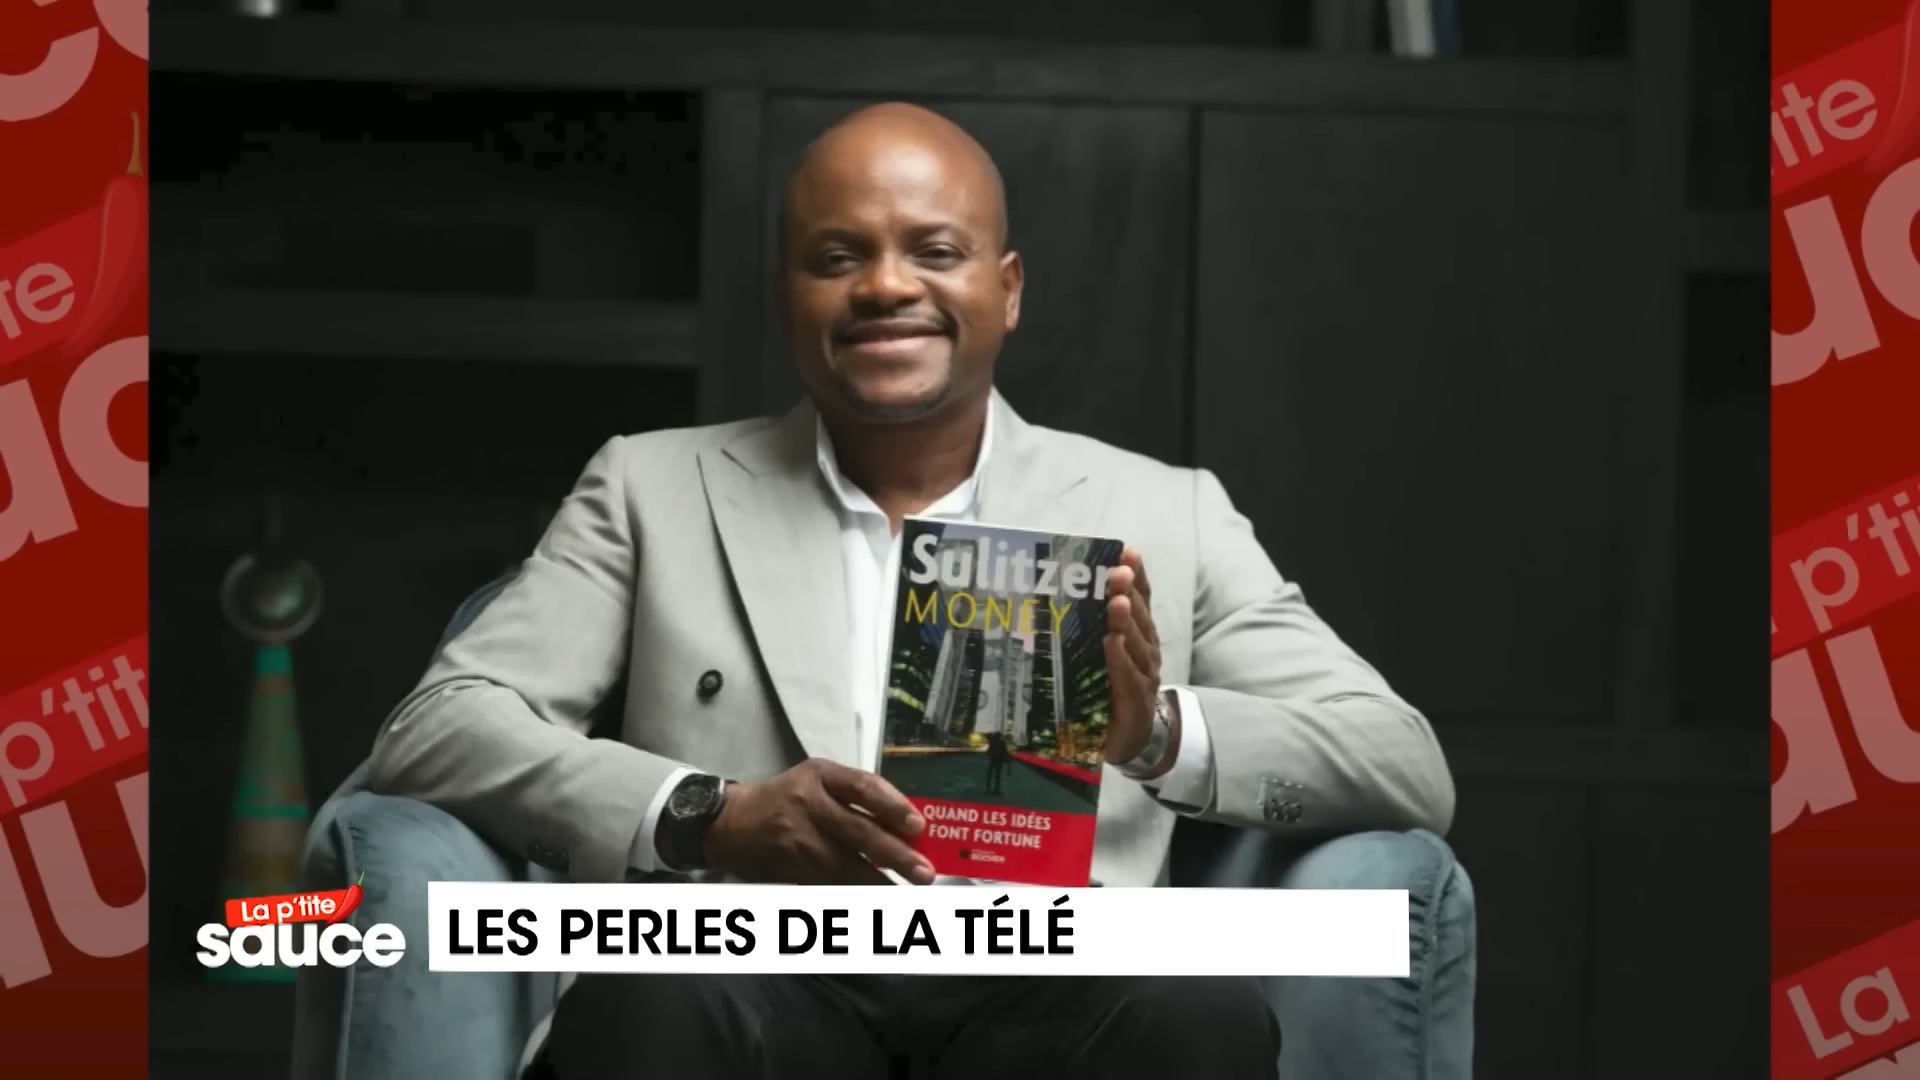 Sulitzer
MONEY
QUAND LES IDÉES
FONT FORTUNE
La p'tite
sauce
LES PERLES DE LA TÉLÉ